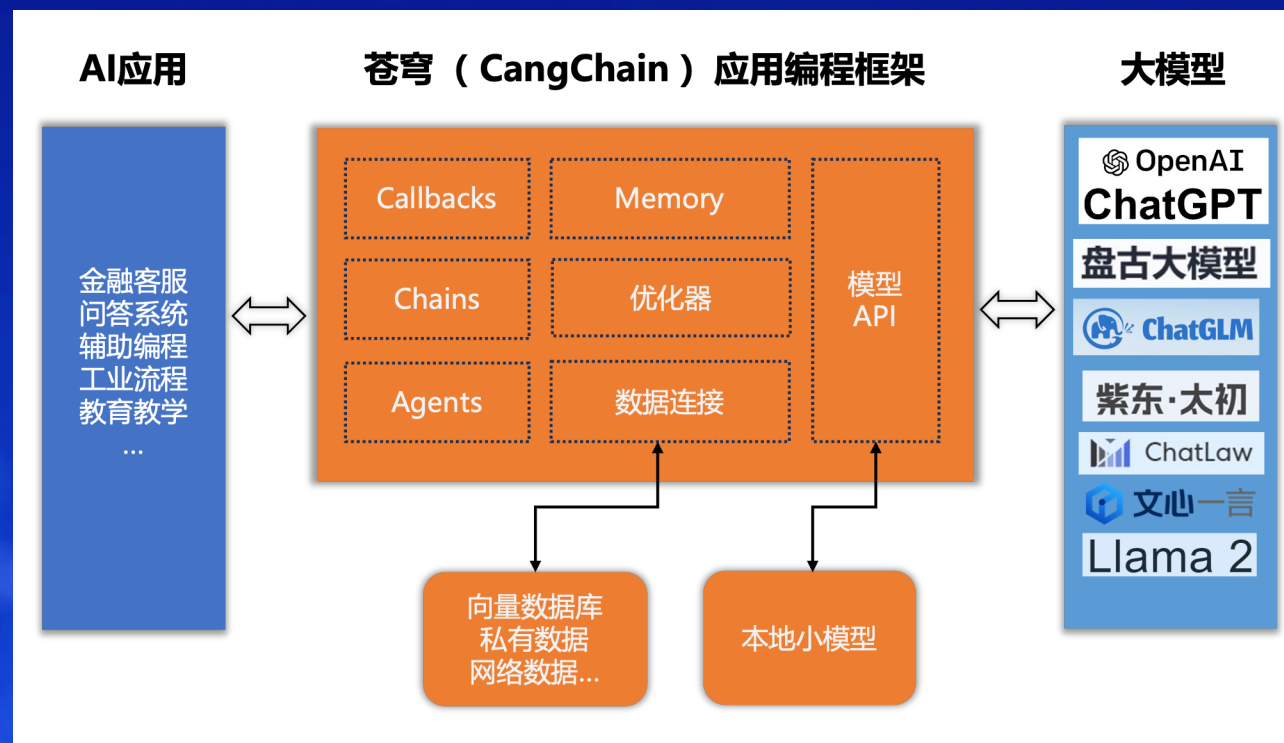 AI应用
苍穹（CangChain）应用编程框架
大模型
金融客服
问答系统
辅助编程
工业流程
教育教学
...
Callbacks
Memory
Chains
优化器
Agents
数据连接
模型
API
OpenAI
ChatGPT
盘古大模型
ChatGLM
紫东·太初
ChatLaw
文心一言
Llama 2
向量数据库
私有数据
网络数据...
本地小模型